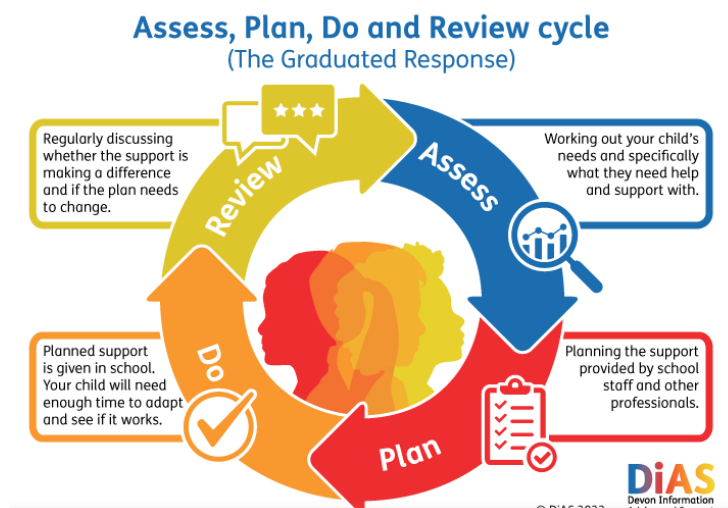 Assess, Plan, Do and Review cycle
(The Graduated Response)
Regularly discussing
whether the support is
making a difference
and if the plan needs
to change.
Review
Assess
Working out your child’s
needs and specifically
what they need help
and support with.
Planned support
is given in school.
Your child will need
enough time to adapt
and see if it works.
Do
Plan
Planning the support
provided by school
staff and other
professionals.
DiAS
Devon Information